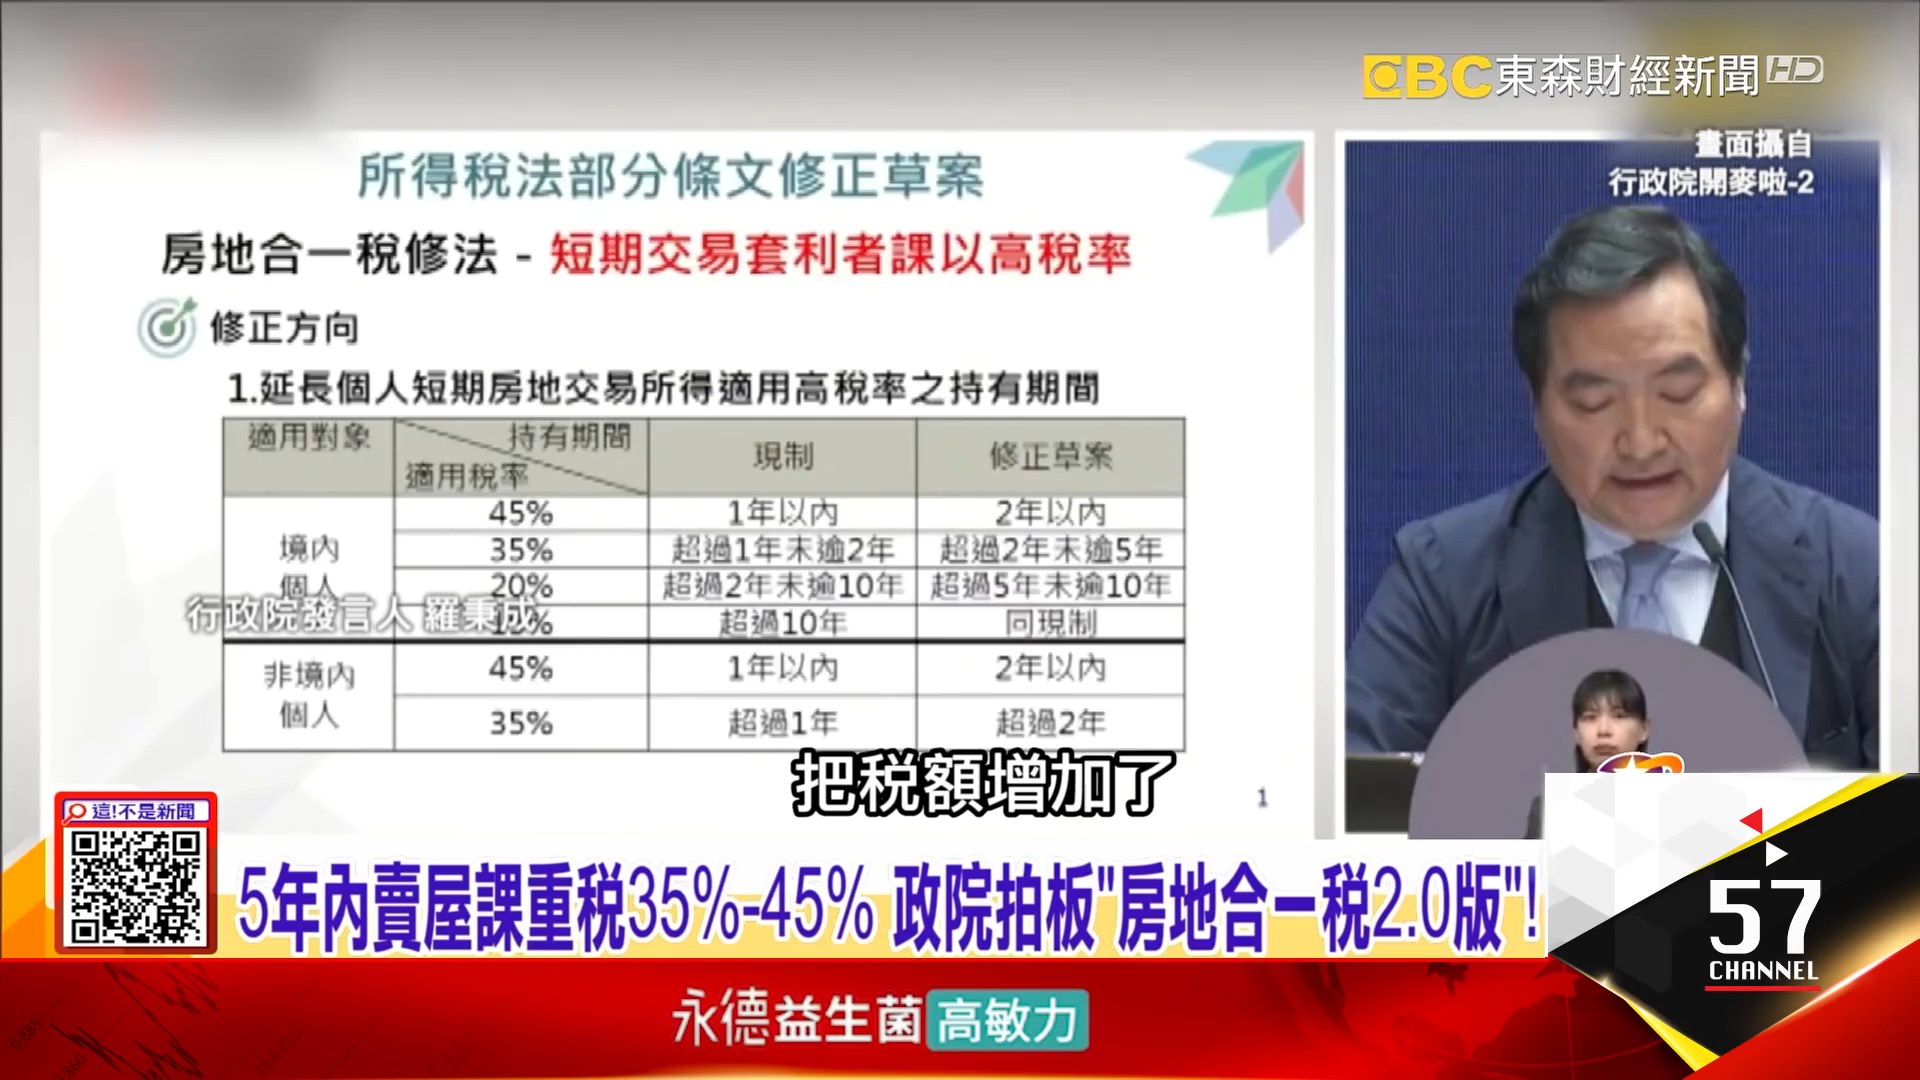 EBC東森財經新聞HD
畫面攝自
行政院開麥啦-2
所得稅法部分條文修正草案
房地合一稅修法 - 短期交易套利者課以高稅率
修正方向
1.延長個人短期房地交易所得適用高稅率之持有期間
適用對象 持有期間 適用稅率 現制 修正草案
境內個人 45% 1年以內 2年以內
35% 超過1年未逾2年 超過2年未逾5年
20% 超過2年未逾10年 超過5年未逾10年
超過10年 同現制
行政院發言人 羅秉成
非境內個人 45% 1年以內 2年以內
35% 超過1年 超過2年
把税額增加了
1
這!不是新聞
5年內賣屋課重税35%-45% 政院拍板"房地合一税2.0版"!
57
CHANNEL
永德益生菌 高敏力